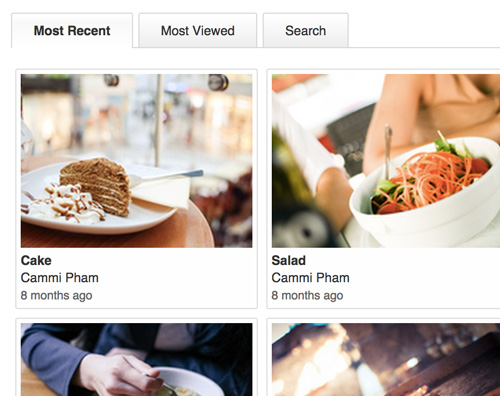 Most Recent
Most Viewed
Search
Cake
Cammi Pham
8 months ago
Salad
Cammi Pham
8 months ago